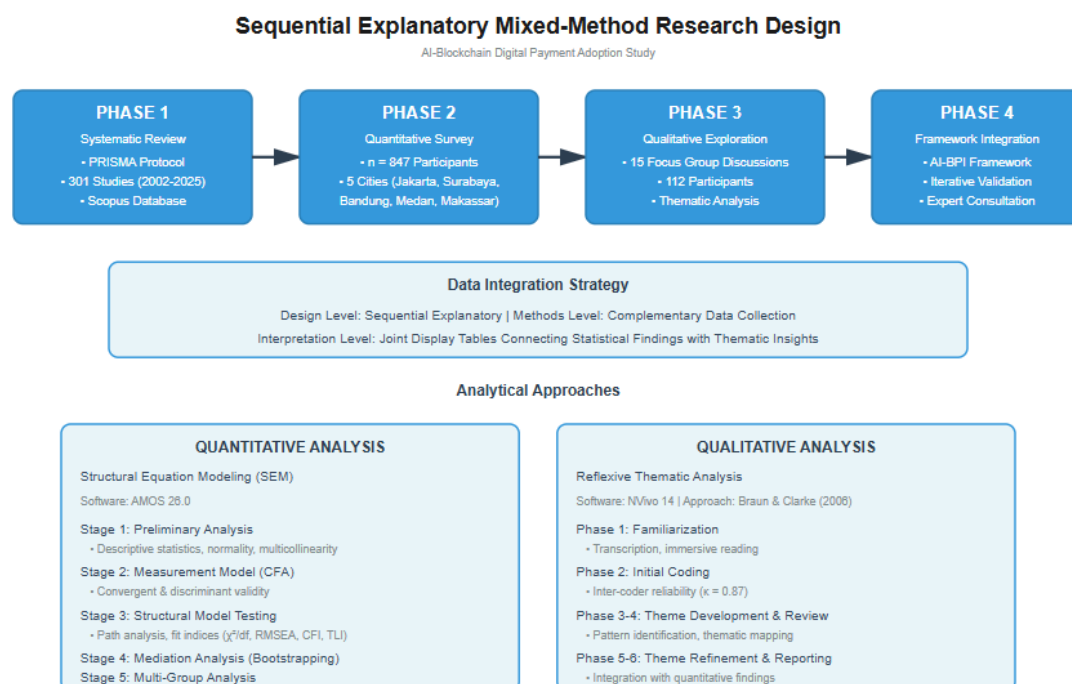 Sequential Explanatory Mixed-Method Research Design
AI-Blockchain Digital Payment Adoption Study
PHASE 1
Systematic Review
• PRISMA Protocol
• 301 Studies (2002-2025)
• Scopus Database
PHASE 2
Quantitative Survey
• n = 847 Participants
• 5 Cities (Jakarta, Surabaya,
Bandung, Medan, Makassar)
PHASE 3
Qualitative Exploration
• 15 Focus Group Discussions
• 112 Participants
• Thematic Analysis
PHASE 4
Framework Integration
• AI-BPI Framework
• Iterative Validation
• Expert Consultation
Data Integration Strategy
Design Level: Sequential Explanatory | Methods Level: Complementary Data Collection
Interpretation Level: Joint Display Tables Connecting Statistical Findings with Thematic Insights
Analytical Approaches
QUANTITATIVE ANALYSIS
Structural Equation Modeling (SEM)
Software: AMOS 26.0
Stage 1: Preliminary Analysis
• Descriptive statistics, normality, multicollinearity
Stage 2: Measurement Model (CFA)
• Convergent & discriminant validity
Stage 3: Structural Model Testing
• Path analysis, fit indices (χ²/df, RMSEA, CFI, TLI)
Stage 4: Mediation Analysis (Bootstrapping)
Stage 5: Multi-Group Analysis
QUALITATIVE ANALYSIS
Reflexive Thematic Analysis
Software: NVivo 14 | Approach: Braun & Clarke (2006)
Phase 1: Familiarization
• Transcription, immersive reading
Phase 2: Initial Coding
• Inter-coder reliability (κ = 0.87)
Phase 3-4: Theme Development & Review
• Pattern identification, thematic mapping
Phase 5-6: Theme Refinement & Reporting
• Integration with quantitative findings